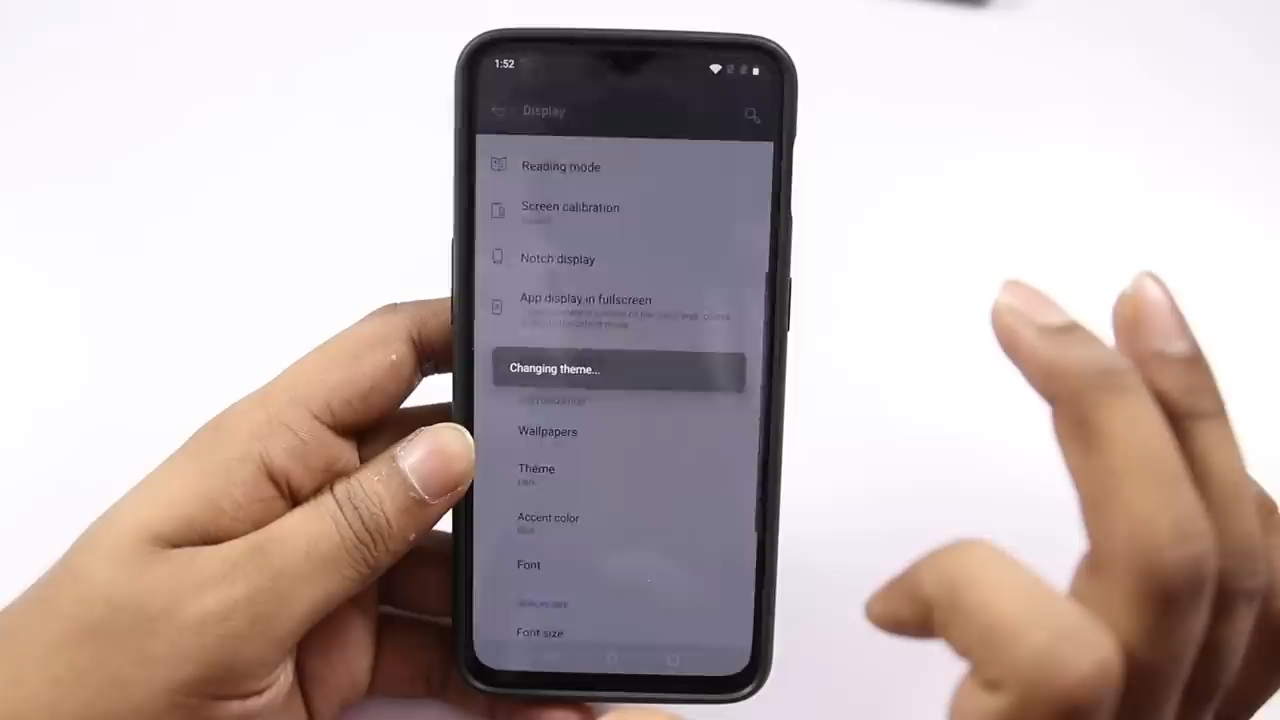 1:52
Display
Reading mode
Screen calibration
Notch display
App display in fullscreen
Changing theme...
Wallpapers
Theme
Accent color
Blue
Font
Font size